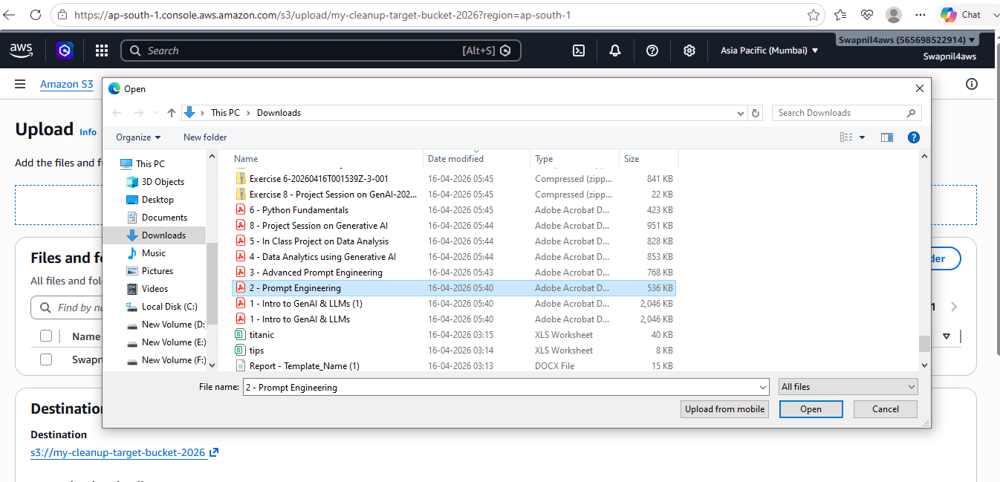 https://ap-south-1.console.aws.amazon.com/s3/upload/my-cleanup-target-bucket-2026?region=ap-south-1
Chat
aws
Search
[Alt+S]
Asia Pacific (Mumbai)
Swapnil4aws (565698522914)
Swapnil4aws
Amazon S3
Upload
Info
Add the files and f
Files and f
All files and fol
Find by n
Name
Swapn
der
1
Open
This PC
Downloads
Search Downloads
Organize
New folder
This PC
3D Objects
Desktop
Documents
Downloads
Music
Pictures
Videos
Local Disk (C:)
New Volume (D:
New Volume (E:)
New Volume (F:)
Name Date modified Type Size
Exercise 6-20260416T001539Z-3-001 16-04-2026 05:45 Compressed (zipp... 841 KB
Exercise 8 - Project Session on GenAI-202... 16-04-2026 05:45 Compressed (zipp... 22 KB
6 - Python Fundamentals 16-04-2026 05:45 Adobe Acrobat D... 423 KB
8 - Project Session on Generative AI 16-04-2026 05:44 Adobe Acrobat D... 951 KB
5 - In Class Project on Data Analysis 16-04-2026 05:44 Adobe Acrobat D... 828 KB
4 - Data Analytics using Generative AI 16-04-2026 05:44 Adobe Acrobat D... 853 KB
3 - Advanced Prompt Engineering 16-04-2026 05:43 Adobe Acrobat D... 768 KB
2 - Prompt Engineering 16-04-2026 05:40 Adobe Acrobat D... 536 KB
1 - Intro to GenAI & LLMs (1) 16-04-2026 05:40 Adobe Acrobat D... 2,046 KB
1 - Intro to GenAI & LLMs 16-04-2026 05:40 Adobe Acrobat D... 2,046 KB
titanic 16-04-2026 03:15 XLS Worksheet 40 KB
tips 16-04-2026 03:14 XLS Worksheet 8 KB
Report - Template_Name (1) 16-04-2026 03:13 DOCX File 15 KB
File name: 2 - Prompt Engineering
All files
Upload from mobile
Open
Cancel
Destination
Destination
s3://my-cleanup-target-bucket-2026